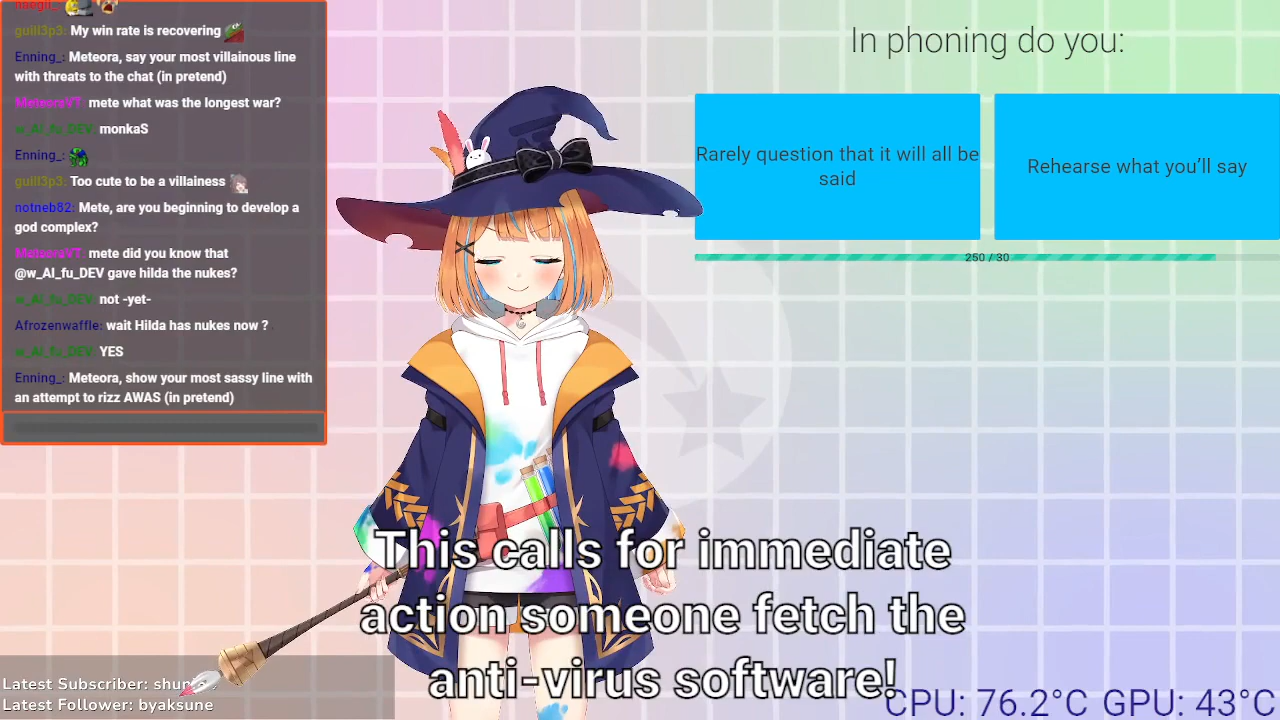 guill3p3: My win rate is recovering
Enning_: Meteora, say your most villainous line
with threats to the chat (in pretend)
MeteoraVT: mete what was the longest war?
w_AI_fu_DEV: monkaS
Enning_:
guill3p3: Too cute to be a villainess
notneb82: Mete, are you beginning to develop a
god complex?
MeteoraVT: mete did you know that
@w_AI_fu_DEV gave hilda the nukes?
w_AI_fu_DEV: not -yet-
Afrozenwaffle: wait Hilda has nukes now ?
w_AI_fu_DEV: YES
Enning_: Meteora, show your most sassy line with
an attempt to rizz AWAS (in pretend)
In phoning do you:
Rarely question that it will all be
said
Rehearse what you’ll say
250 / 30
This calls for immediate
action someone fetch the
anti-virus software!
Latest Subscriber:
Latest Follower: byaksune
CPU: 76.2°C GPU: 43°C